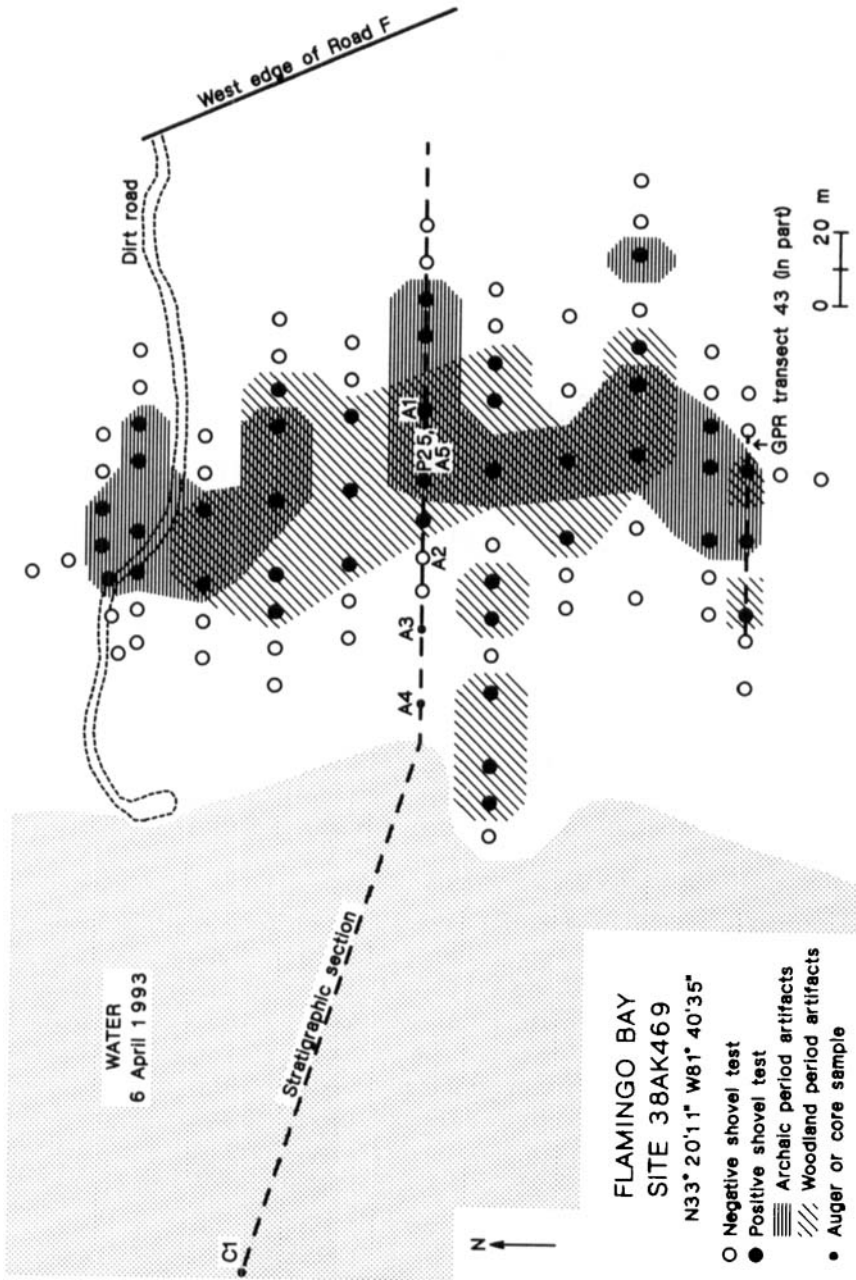 West edge of Road F
Dirt road
WATER
6 April 1993
Stratigraphic section
C1
A4
A3
A2
P25,
A5
A1
GPR transect 43 (in part)
0 20 m
N
FLAMINGO BAY
SITE 38AK469
N33° 20'11" W81° 40'35"
Negative shovel test
Positive shovel test
Archaic period artifacts
Woodland period artifacts
Auger or core sample